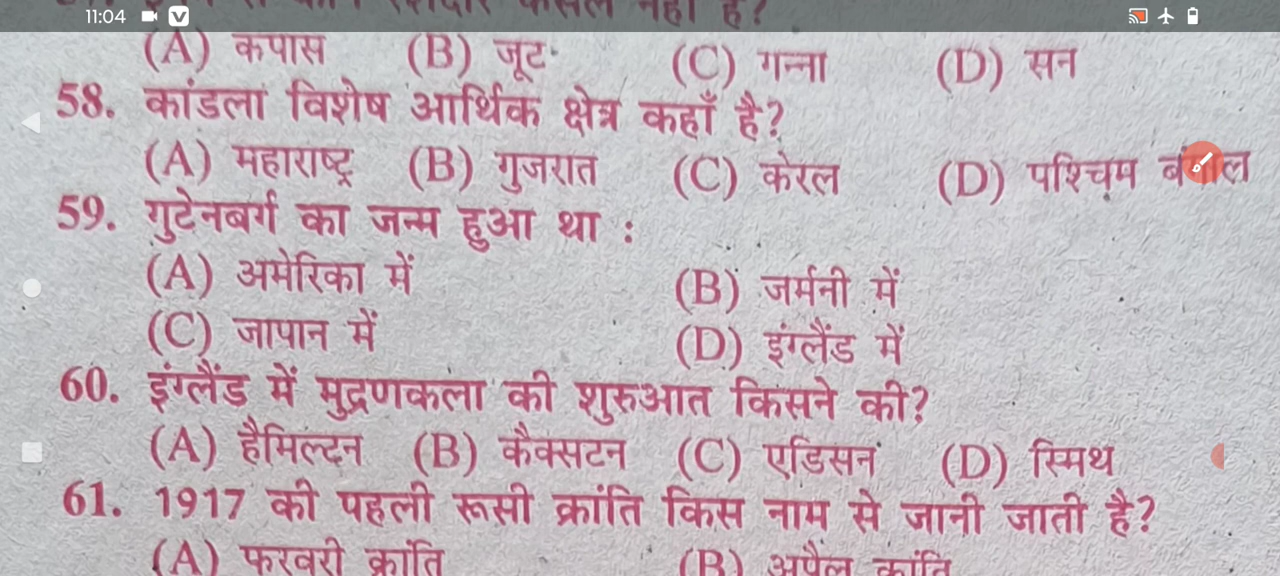 11:04
नहीं है?
(A) कपास (B) जूट (C) गन्ना (D) सन
58. कांडला विशेष आर्थिक क्षेत्र कहाँ है?
(A) महाराष्ट्र (B) गुजरात (C) केरल (D) पश्चिम
59. गुटेनबर्ग का जन्म हुआ था :
(A) अमेरिका में (B) जर्मनी में
(C) जापान में (D) इंग्लैंड में
60. इंग्लैंड में मुद्रणकला की शुरुआत किसने की?
(A) हैमिल्टन (B) कैक्सटन (C) एडिसन (D) स्मिथ
61. 1917 की पहली रूसी क्रांति किस नाम से जानी जाती है?
(A) फरवरी क्रांति (B) अप्रैल क्रांति